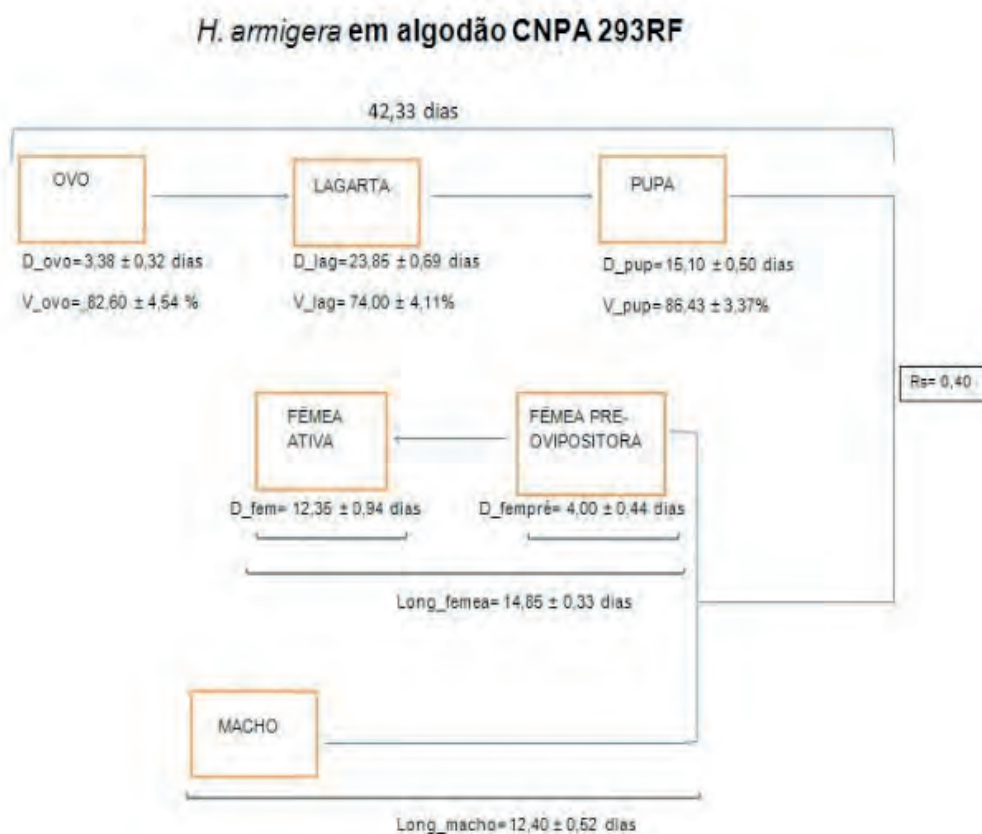 H. armigera em algodão CNPA 293RF
42,33 dias
OVO
LAGARTA
PUPA
D_ovo=3,38 ± 0,32 dias
D_lag=23,85 ± 0,69 dias
D_pup=15,10 ± 0,50 dias
V_ovo=_82,60 ± 4,54 %
V_lag=74,00 ± 4,11%
V_pup=86,43 ± 3,37%
Rs= 0,40
FÊMEA
ATIVA
FÊMEA PRE-
OVIPOSITORA
D_fem= 12,35 ± 0,94 dias
D_fempré= 4,00 ± 0,44 dias
Long_femea= 14,85 ± 0,33 dias
MACHO
Long_macho=12,40 ± 0,52 dias